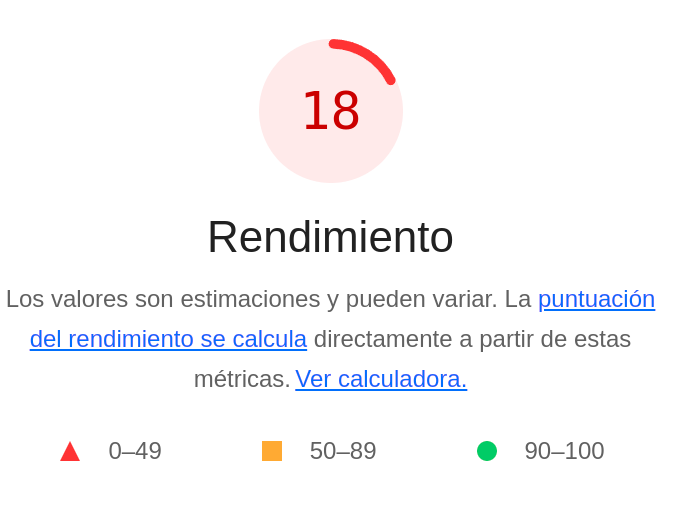 18
Rendimiento
Los valores son estimaciones y pueden variar. La puntuación
del rendimiento se calcula directamente a partir de estas
métricas. Ver calculadora.
0–49 50–89 90–100